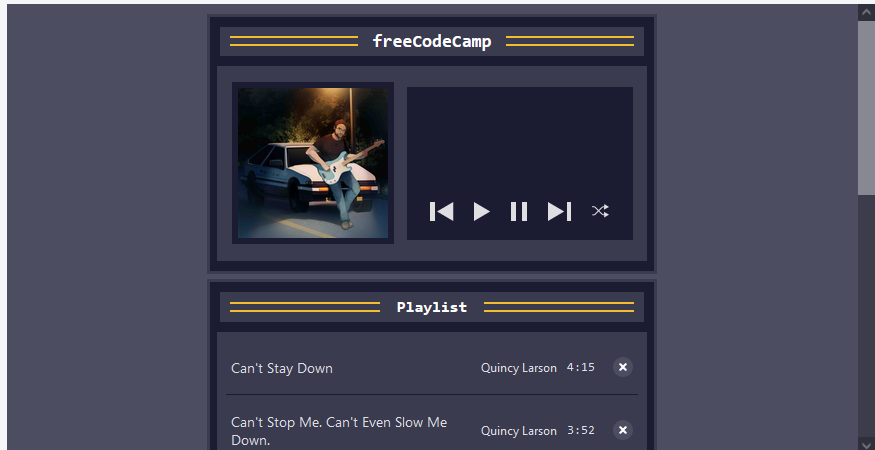 freeCodeCamp
Playlist
Can't Stay Down
Quincy Larson
4:15
Can't Stop Me. Can't Even Slow Me
Down.
Quincy Larson
3:52